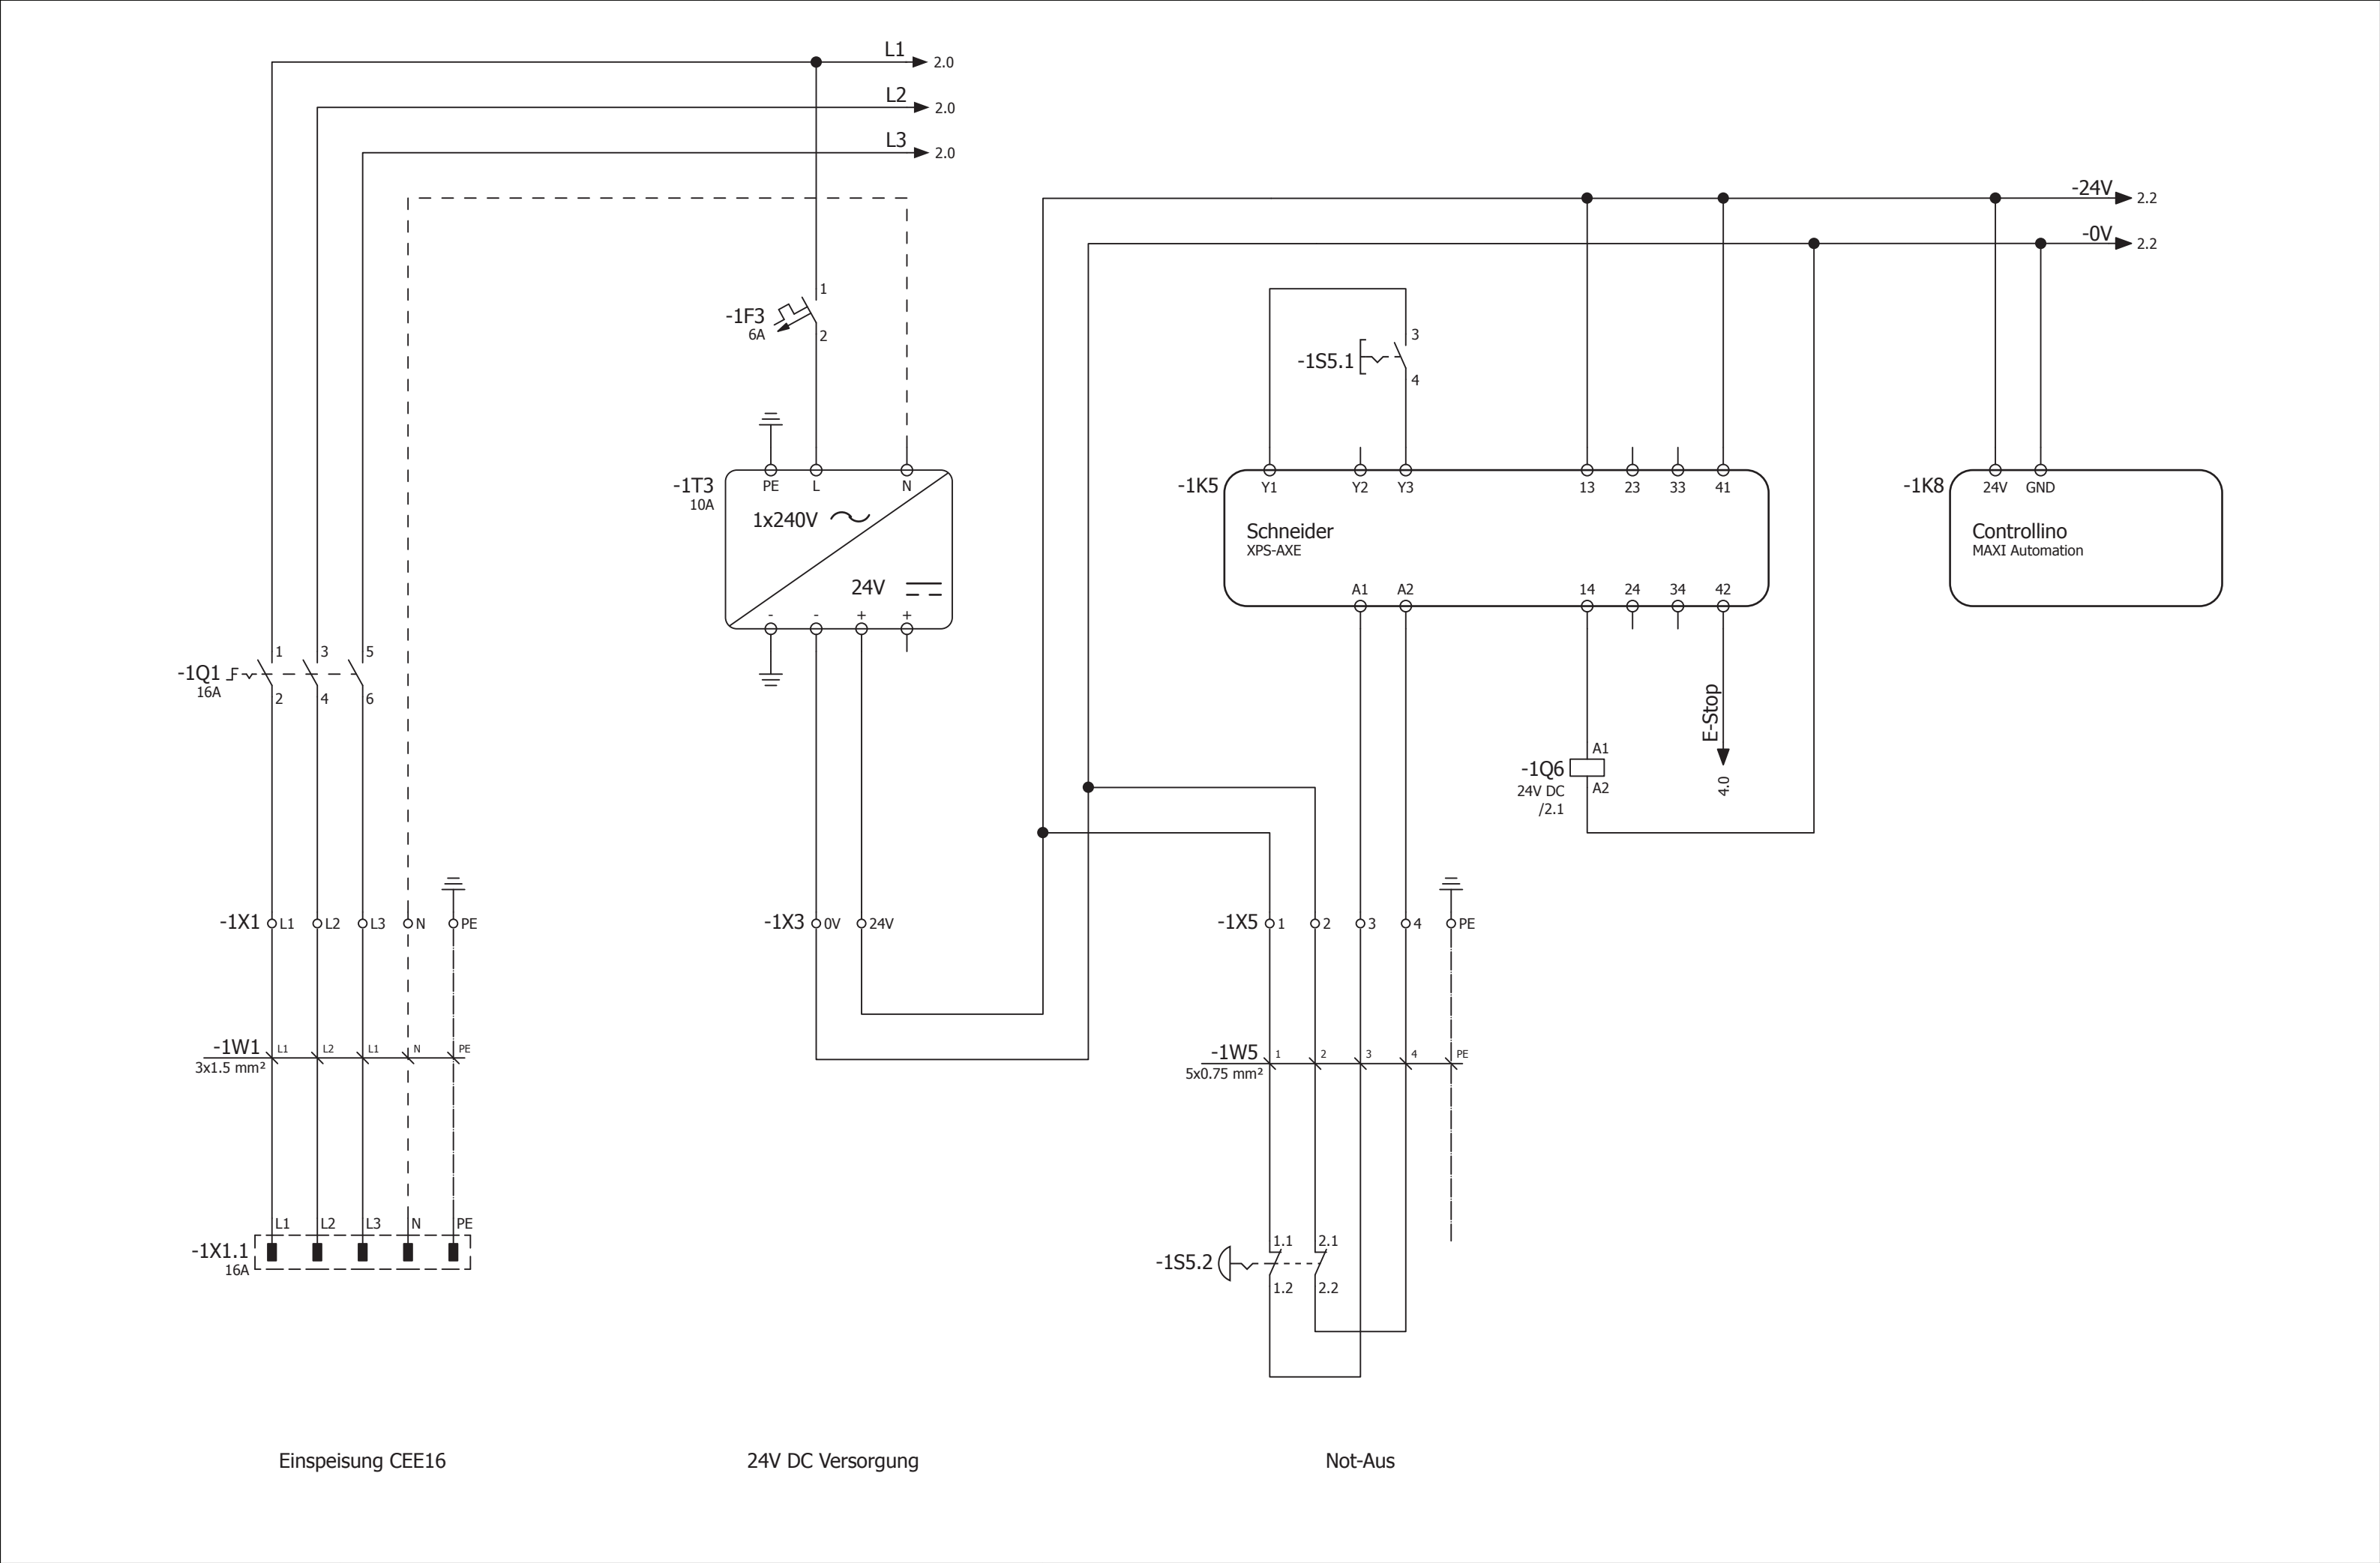 L1
2.0
L2
2.0
L3
2.0
-24V
2.2
-0V
2.2
-1F3
6A
1
2
-1S5.1
3
4
-1T3
10A
PE L N
1x240V
24V
- - + +
-1K5
Y1 Y2 Y3 13 23 33 41
Schneider
XPS-AXE
A1 A2 14 24 34 42
-1K8
24V GND
Controllino
MAXI Automation
-1Q1
16A
1 3 5
2 4 6
E-Stop
4.0
-1Q6
24V DC
/2.1
A1
A2
-1X1 L1 L2 L3 N PE
-1X3 0V 24V
-1X5 1 2 3 4 PE
-1W1
3x1.5 mm²
L1 L2 L1 N PE
-1W5
5x0.75 mm²
1 2 3 4 PE
L1 L2 L3 N PE
-1X1.1
16A
-1S5.2
1.1 2.1
1.2 2.2
Einspeisung CEE16
24V DC Versorgung
Not-Aus